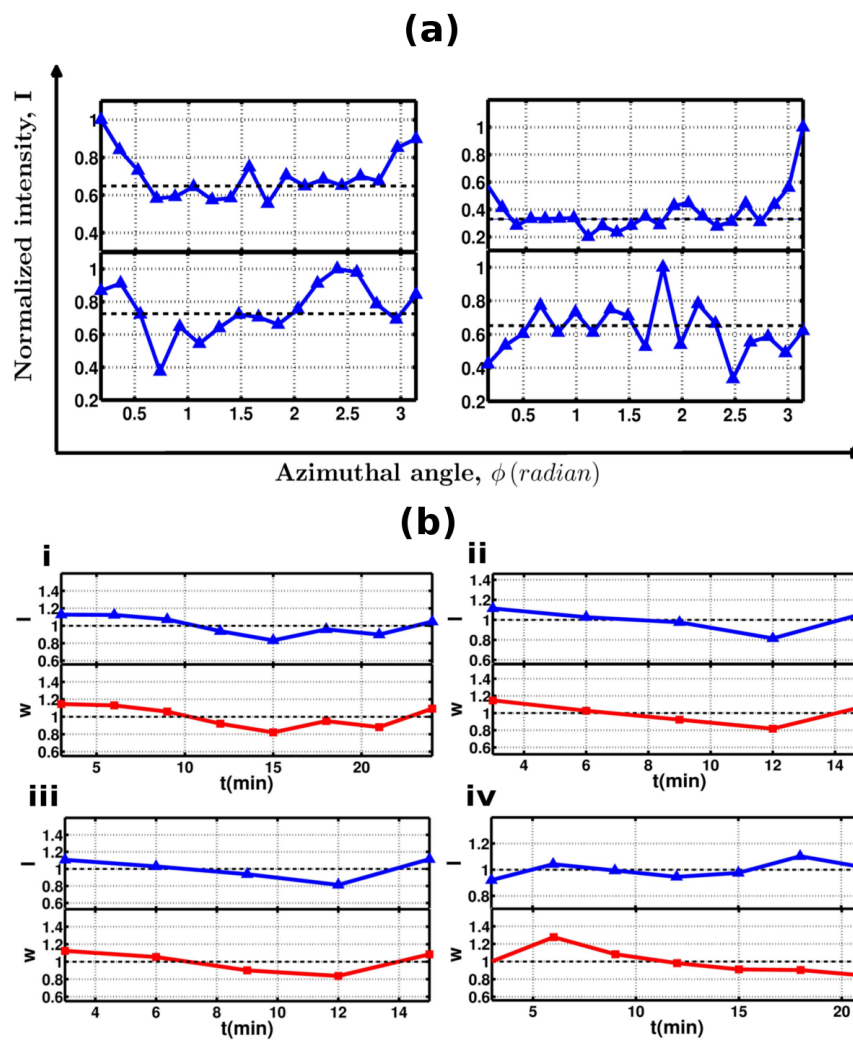 (a)
Normalized intensity, I
1
0.8
0.6
0.4
1
0.8
0.6
0.4
0.2
1
0.8
0.6
0.4
0.2
0.5 1 1.5 2 2.5 3
1
0.8
0.6
0.4
0.2
0.5 1 1.5 2 2.5 3
Azimuthal angle, ϕ (radian)
(b)
i
l
1.4
1.2
1
0.8
0.6
w
1.4
1.2
1
0.8
0.6
5 10 15 20
t(min)
ii
l
1.4
1.2
1
0.8
0.6
w
1.4
1.2
1
0.8
0.6
4 6 8 10 12 14
t(min)
iii
l
1.4
1.2
1
0.8
0.6
w
1.4
1.2
1
0.8
0.6
4 6 8 10 12 14
t(min)
iv
l
1.2
1
0.8
w
1.4
1.2
1
0.8
0.6
5 10 15 20
t(min)